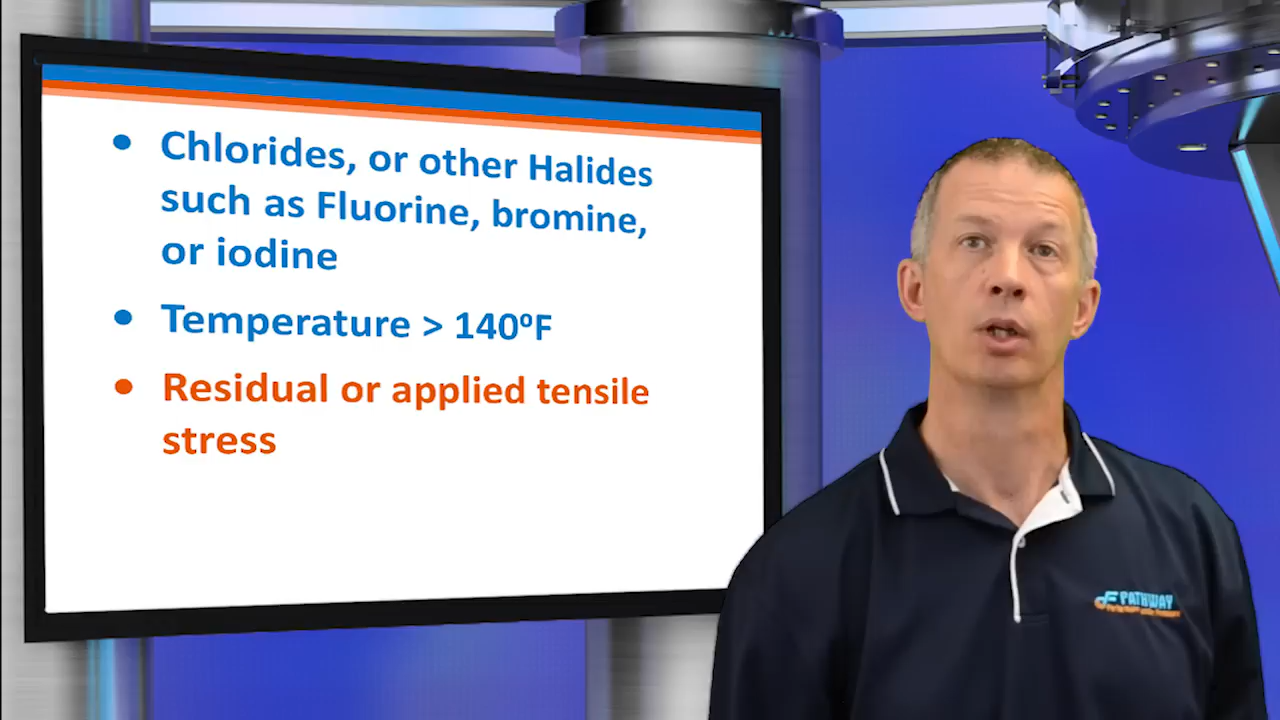 • Chlorides, or other Halides
such as Fluorine, bromine,
or iodine
• Temperature > 140ºF
• Residual or applied tensile
stress
PATHWAY